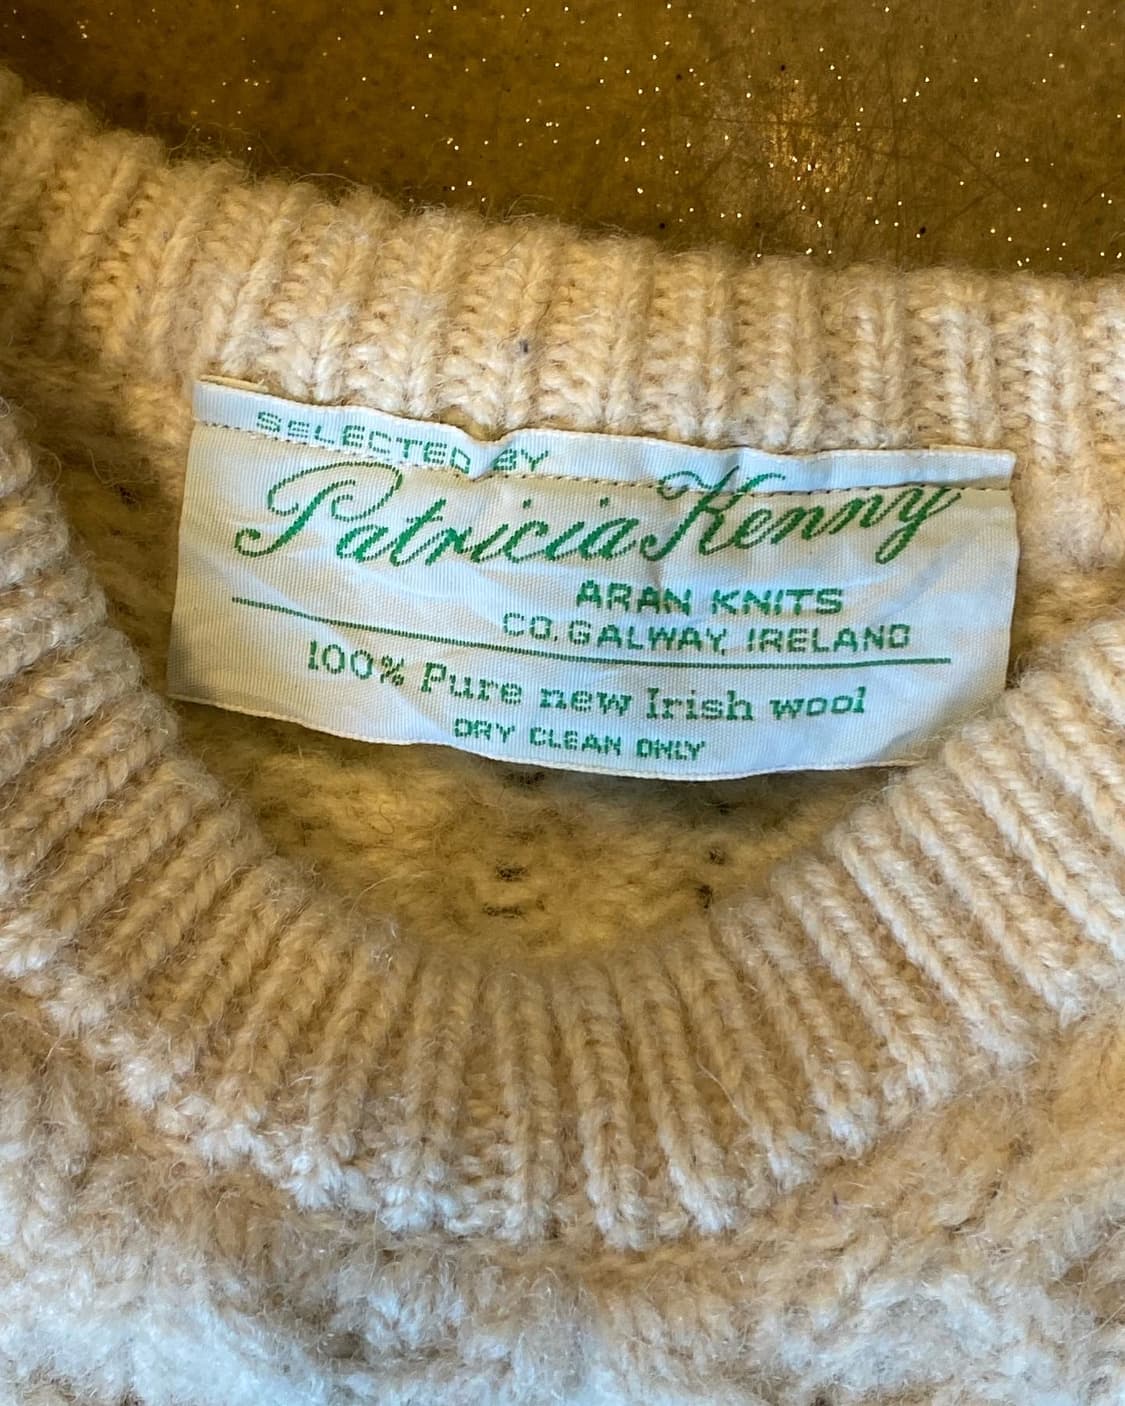 SELECTED BY
Patricia Kenny
ARAN KNITS
CO. GALWAY, IRELAND
100% Pure new Irish wool
DRY CLEAN ONLY